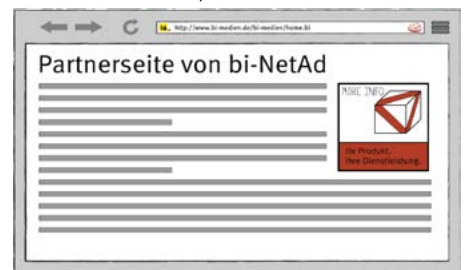 bi. http://www.bi-medien.de/bi-medien/home.bi
Partnerseite von bi-NetAd
MORE INFO
Ihr Produkt.
Ihre Dienstleistung.